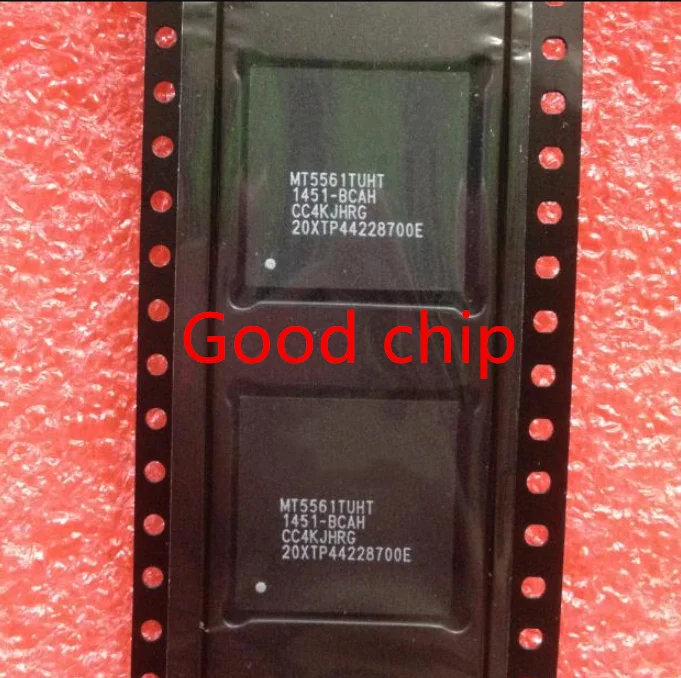 MT5561TUHT
1451-BCAH
CC4KJHRG
20XTP44228700E
Good chip
MT5561TUHT
1451-BCAH
CC4KJHRG
20XTP44228700E